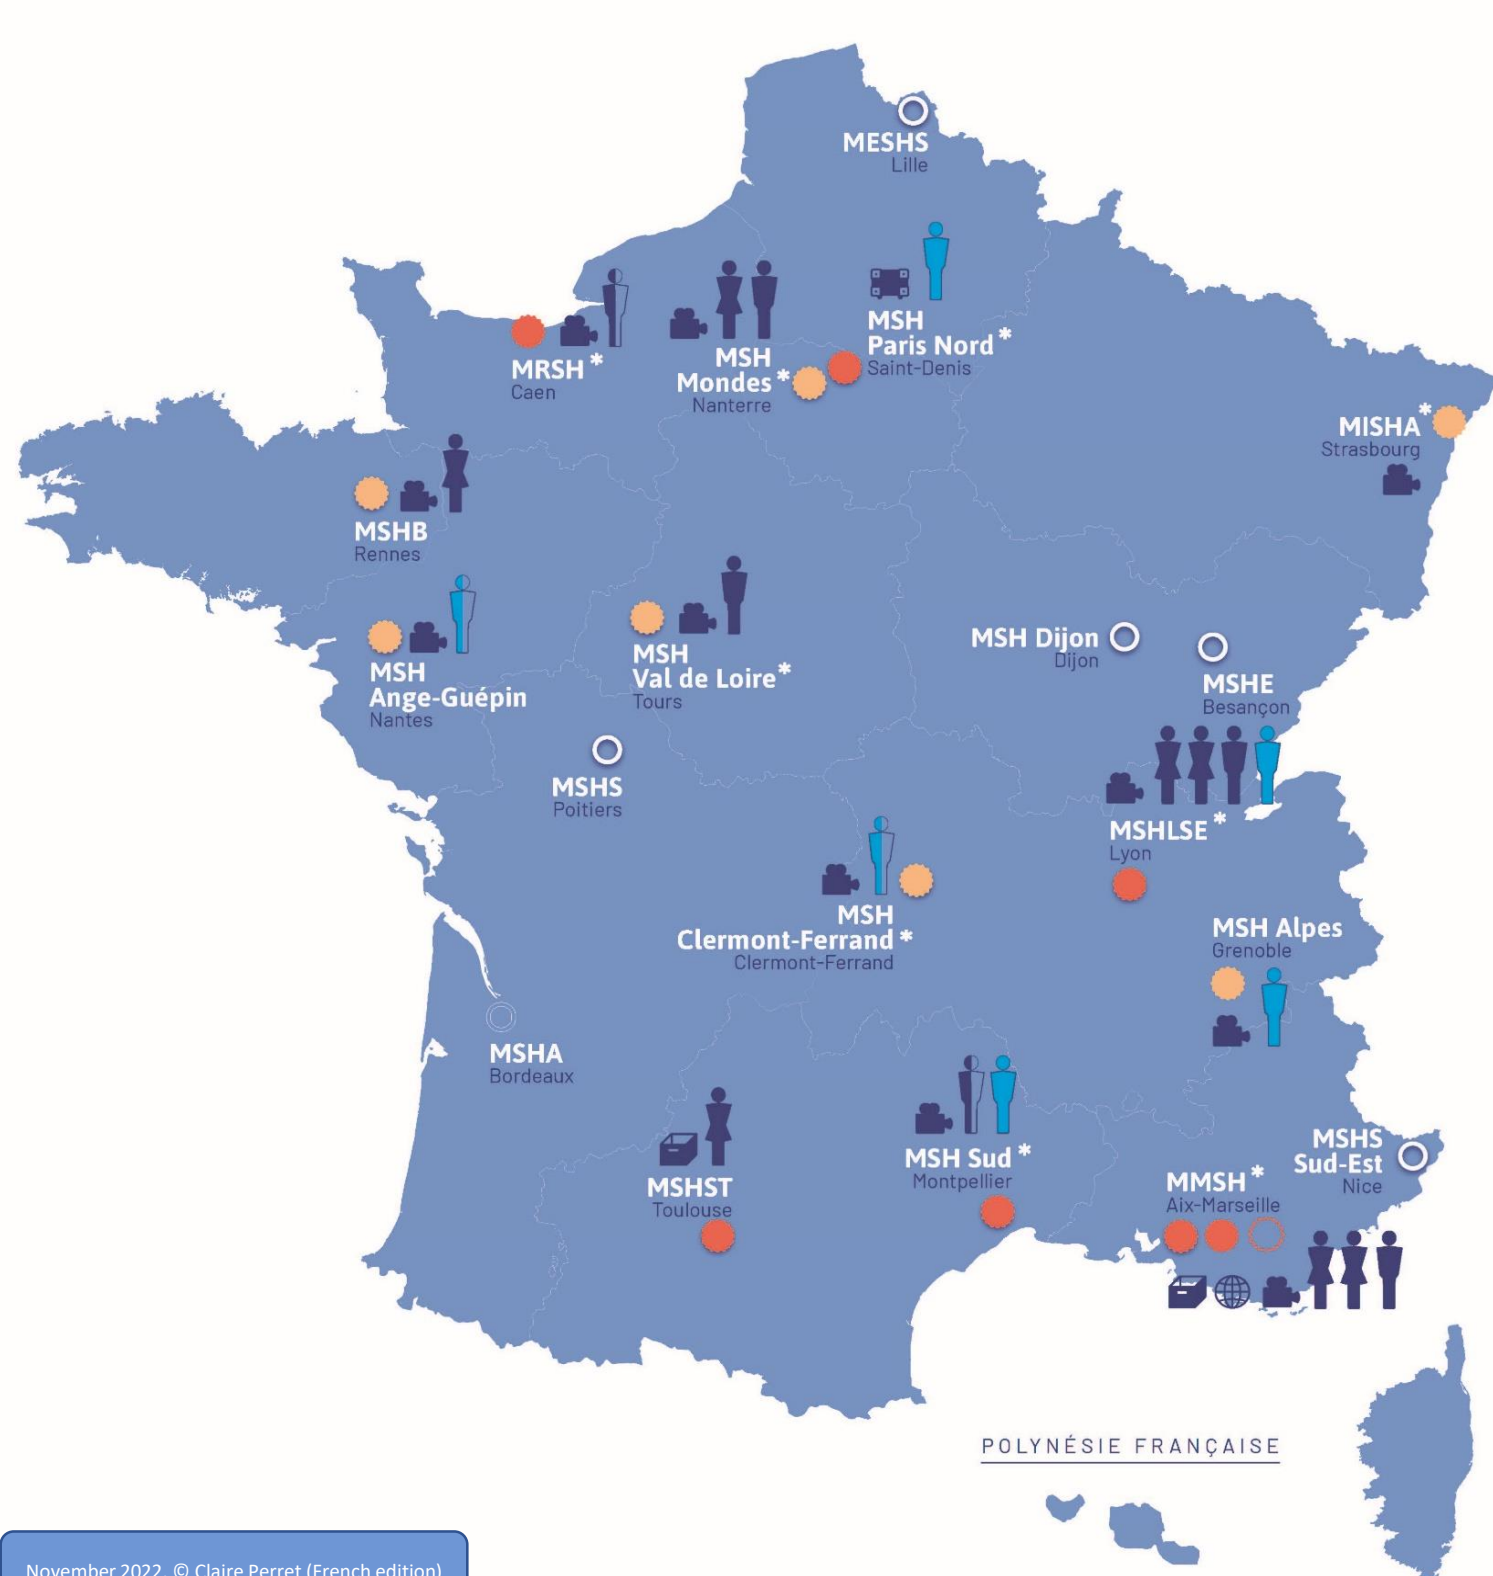 MESHS
Lille
MSH
Paris Nord*
Saint-Denis
MRSH*
Caen
MSH
Mondes*
Nanterre
MISHA*
Strasbourg
MSHB
Rennes
MSH
Ange-Guépin
Nantes
MSH
Val de Loire*
Tours
MSH Dijon
Dijon
MSHE
Besançon
MSHS
Poitiers
MSHLSE*
Lyon
MSH
Clermont-Ferrand*
Clermont-Ferrand
MSH Alpes
Grenoble
MSHA
Bordeaux
MSHST
Toulouse
MSH Sud*
Montpellier
MSHS
Sud-Est
Nice
MMSH*
Aix-Marseille
POLYNÉSIE FRANÇAISE
November 2022, © Claire Perret (French edition)